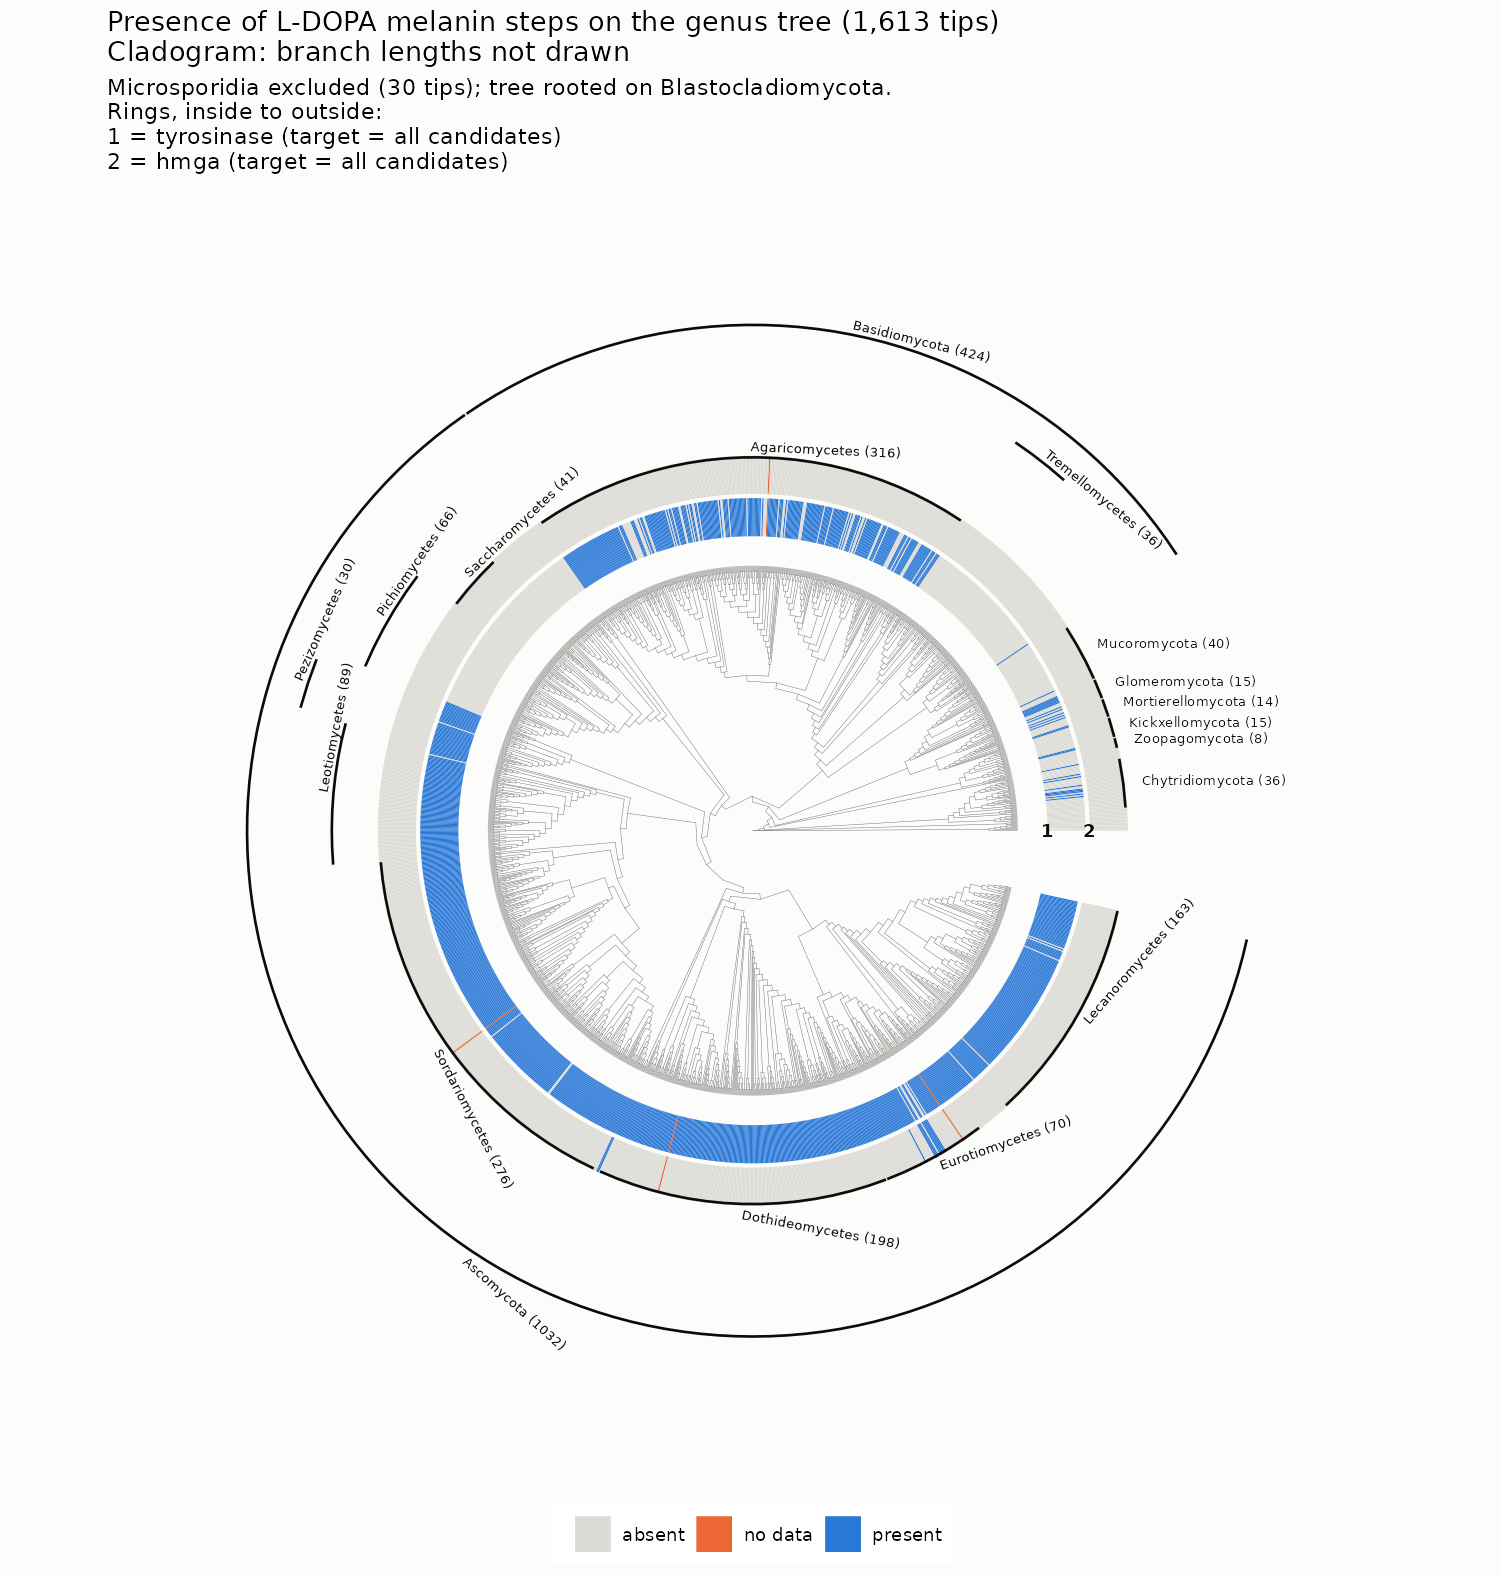 Presence of L-DOPA melanin steps on the genus tree (1,613 tips)
Cladogram: branch lengths not drawn
Microsporidia excluded (30 tips); tree rooted on Blastocladiomycota.
Rings, inside to outside:
1 = tyrosinase (target = all candidates)
2 = hmga (target = all candidates)
Basidiomycota (424)
Agaricomycetes (316)
Tremellomycetes (36)
Saccharomycetes (41)
Pichiomycetes (66)
Pezizomycetes (30)
Leotiomycetes (89)
Mucoromycota (40)
Glomeromycota (15)
Mortierellomycota (14)
Kickxellomycota (15)
Zoopagomycota (8)
Chytridiomycota (36)
1 2
Lecanoromycetes (163)
Eurotiomycetes (70)
Sordariomycetes (276)
Dothideomycetes (198)
Ascomycota (1032)
absent no data present